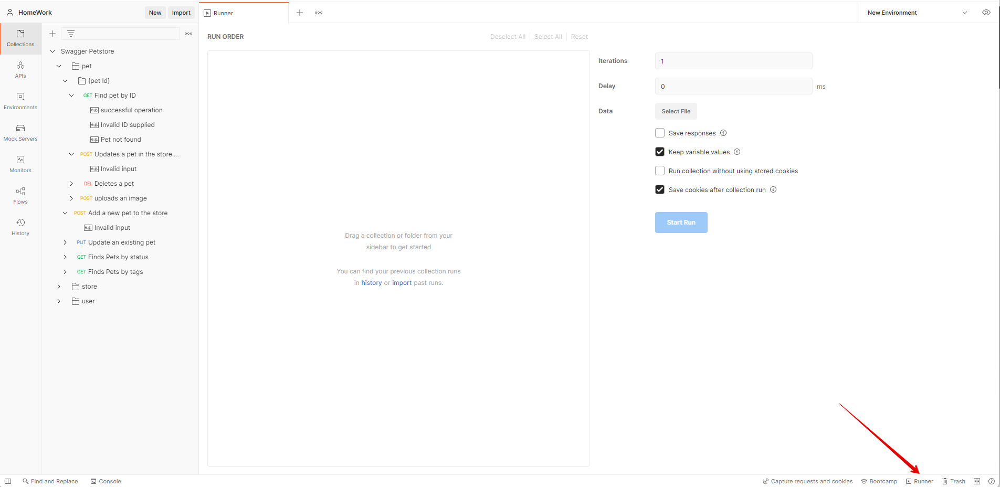 HomeWork
New
Import
Runner
New Environment
Collections
APIs
Environments
Mock Servers
Monitors
Flows
History
Swagger Petstore
pet
{pet Id}
GET Find pet by ID
e.g. successful operation
e.g. Invalid ID supplied
e.g. Pet not found
POST Updates a pet in the store ...
e.g. Invalid input
DEL Deletes a pet
POST uploads an image
POST Add a new pet to the store
e.g. Invalid input
PUT Update an existing pet
GET Finds Pets by status
GET Finds Pets by tags
store
user
RUN ORDER
Deselect All
Select All
Reset
Drag a collection or folder from your
sidebar to get started
You can find your previous collection runs
in history or import past runs.
Iterations
1
Delay
0
ms
Data
Select File
Save responses
Keep variable values
Run collection without using stored cookies
Save cookies after collection run
Start Run
Find and Replace
Console
Capture requests and cookies
Bootcamp
Runner
Trash